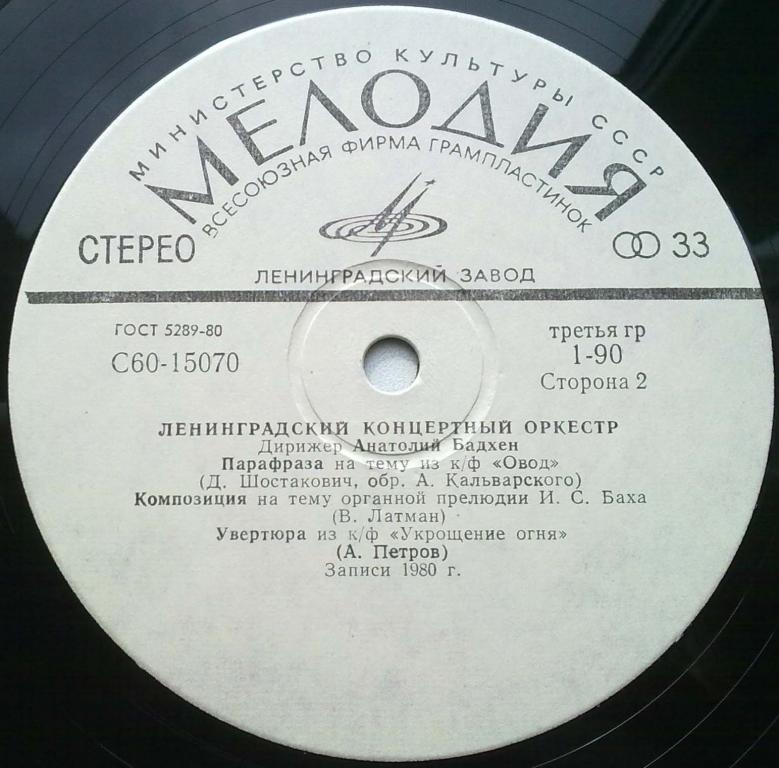 МИНИСТЕРСТВО КУЛЬТУРЫ СССР
МЕЛОДИЯ
ВСЕСОЮЗНАЯ ФИРМА ГРАМПЛАСТИНОК
СТЕРЕО
33
ЛЕНИНГРАДСКИЙ ЗАВОД
ГОСТ 5289-80
третья гр
С60-15070
1-90
Сторона 2
ЛЕНИНГРАДСКИЙ КОНЦЕРТНЫЙ ОРКЕСТР
Дирижер Анатолий Бадхен
Парафраза на тему из к/ф «Овод»
(Д. Шостакович, обр. А. Кальварского)
Композиция на тему органной прелюдии И. С. Баха
(В. Латман)
Увертюра из к/ф «Укрощение огня»
(А. Петров)
Записи 1980 г.